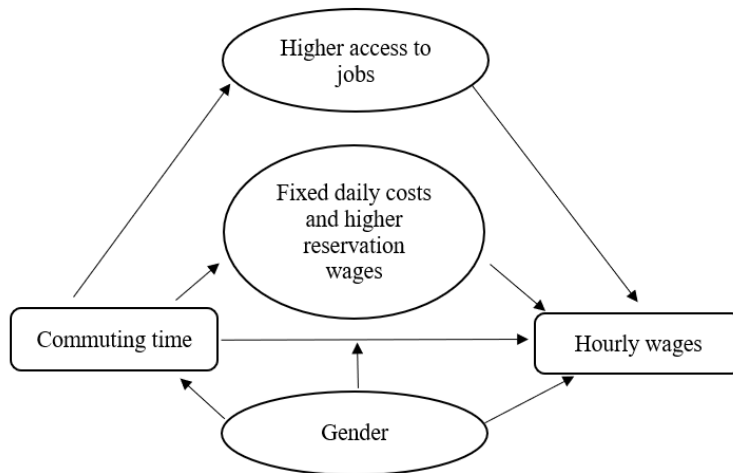 Higher access to
jobs
Fixed daily costs
and higher
reservation
wages
Commuting time
Hourly wages
Gender